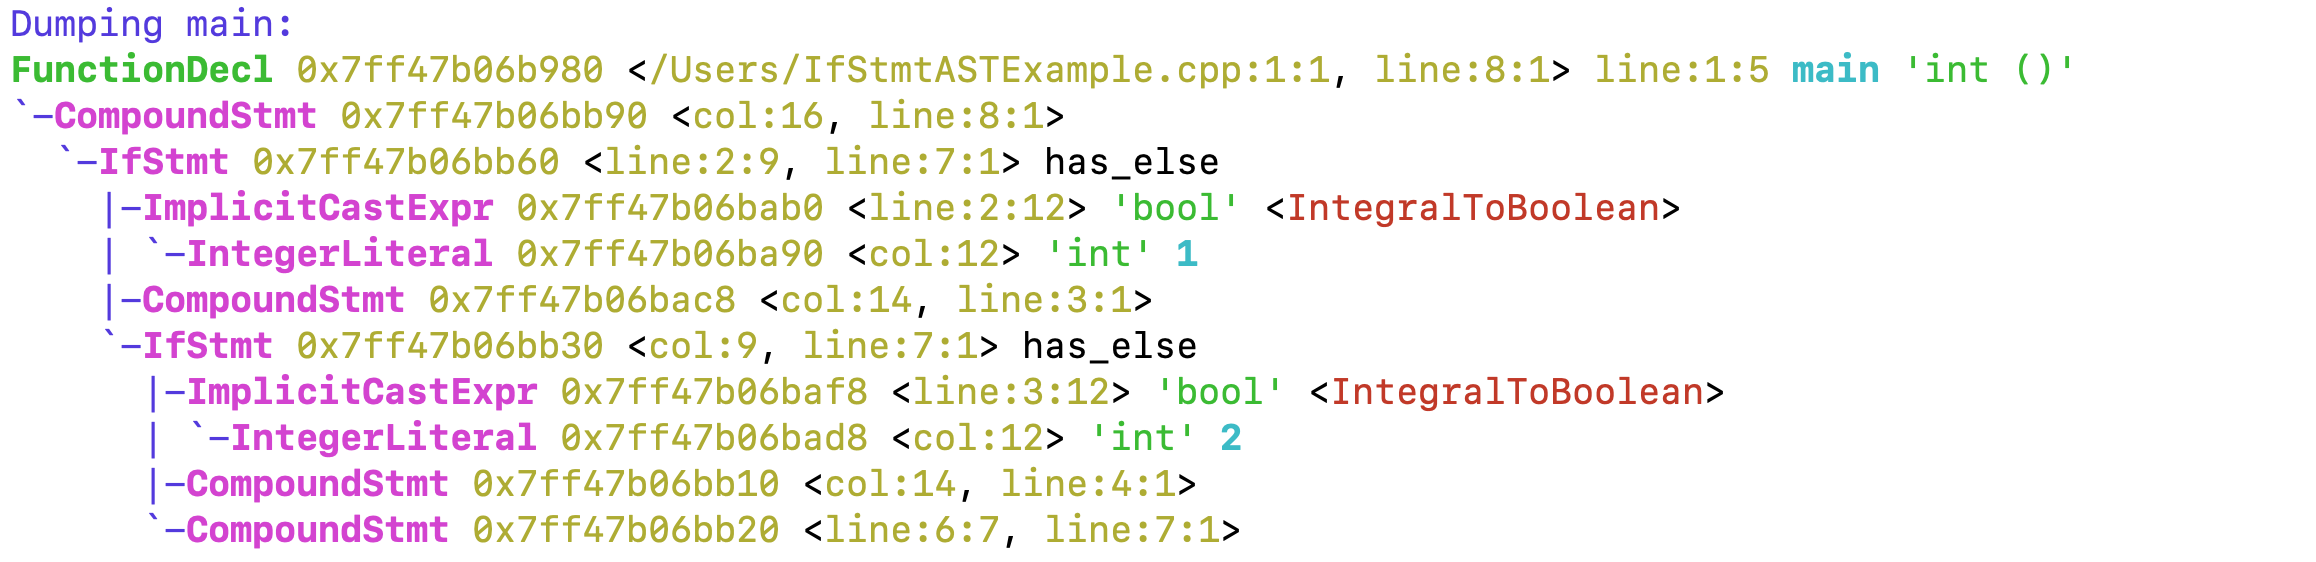 Dumping main:
FunctionDecl 0x7ff47b06b980 </Users/IfStmtASTExample.cpp:1:1, line:8:1> line:1:5 main 'int ()'
`-CompoundStmt 0x7ff47b06bb90 <col:16, line:8:1>
  `-IfStmt 0x7ff47b06bb60 <line:2:9, line:7:1> has_else
    |-ImplicitCastExpr 0x7ff47b06bab0 <line:2:12> 'bool' <IntegralToBoolean>
    | `-IntegerLiteral 0x7ff47b06ba90 <col:12> 'int' 1
    |-CompoundStmt 0x7ff47b06bac8 <col:14, line:3:1>
    `-IfStmt 0x7ff47b06bb30 <col:9, line:7:1> has_else
      |-ImplicitCastExpr 0x7ff47b06baf8 <line:3:12> 'bool' <IntegralToBoolean>
      | `-IntegerLiteral 0x7ff47b06bad8 <col:12> 'int' 2
      |-CompoundStmt 0x7ff47b06bb10 <col:14, line:4:1>
      `-CompoundStmt 0x7ff47b06bb20 <line:6:7, line:7:1>